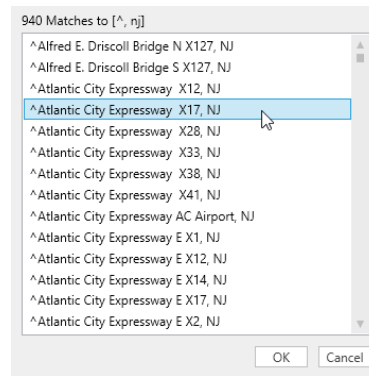 940 Matches to [^, nj]
^Alfred E. Driscoll Bridge N X127, NJ
^Alfred E. Driscoll Bridge S X127, NJ
^Atlantic City Expressway  X12, NJ
^Atlantic City Expressway  X17, NJ
^Atlantic City Expressway  X28, NJ
^Atlantic City Expressway  X33, NJ
^Atlantic City Expressway  X38, NJ
^Atlantic City Expressway  X41, NJ
^Atlantic City Expressway AC Airport, NJ
^Atlantic City Expressway E X1, NJ
^Atlantic City Expressway E X12, NJ
^Atlantic City Expressway E X14, NJ
^Atlantic City Expressway E X17, NJ
^Atlantic City Expressway E X2, NJ
OK Cancel